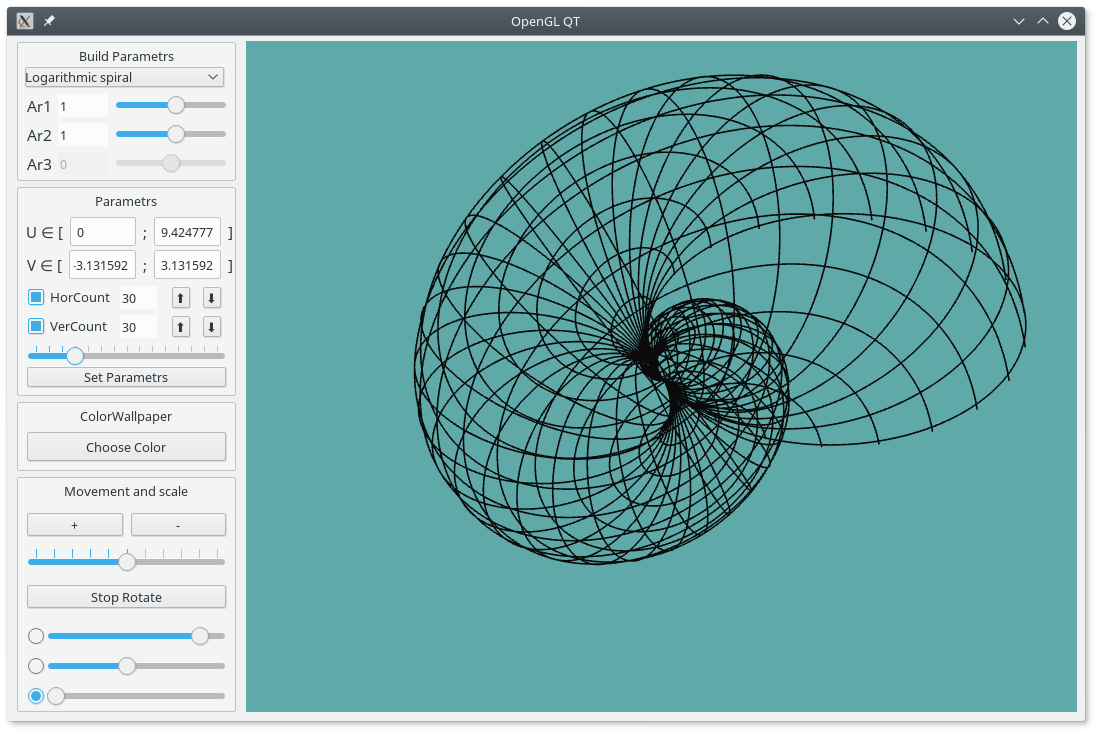 OpenGL QT
Build Parametrs
Logarithmic spiral
Ar1 1
Ar2 1
Ar3 0
Parametrs
U ∈ [ 0 ; 9.424777 ]
V ∈ [ -3.131592 ; 3.131592 ]
HorCount 30 ⬆ ⬇
VerCount 30 ⬆ ⬇
Set Parametrs
ColorWallpaper
Choose Color
Movement and scale
+ -
Stop Rotate